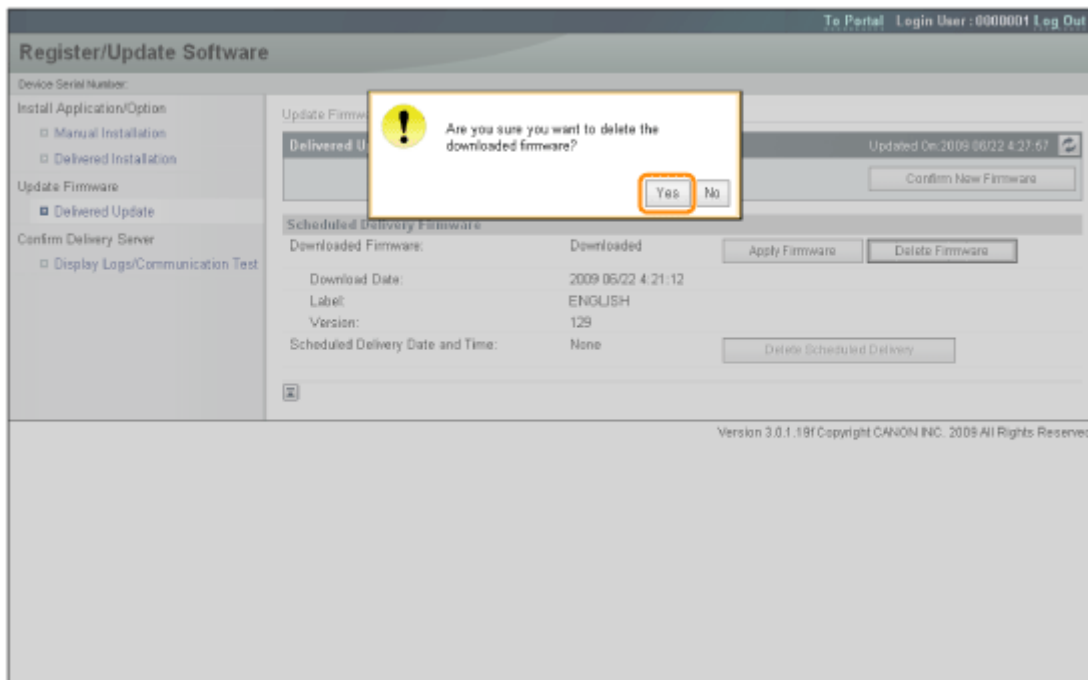 To Portal Login User : 0000001 Log Out
Register/Update Software
Device Serial Number:
Install Application/Option
Manual Installation
Delivered Installation
Update Firmware
Delivered Update
Confirm Delivery Server
Display Logs/Communication Test
Update Firmw
Are you sure you want to delete the
downloaded firmware?
Yes No
Delivered U
Updated On:2009 06/22 4:27:57
Confirm New Firmware
Scheduled Delivery Firmware
Downloaded Firmware: Downloaded Apply Firmware Delete Firmware
Download Date: 2009 06/22 4:21:12
Label: ENGLISH
Version: 129
Scheduled Delivery Date and Time: None Delete Scheduled Delivery
Version 3.0.1.19f Copyright CANON INC. 2009 All Rights Reserved